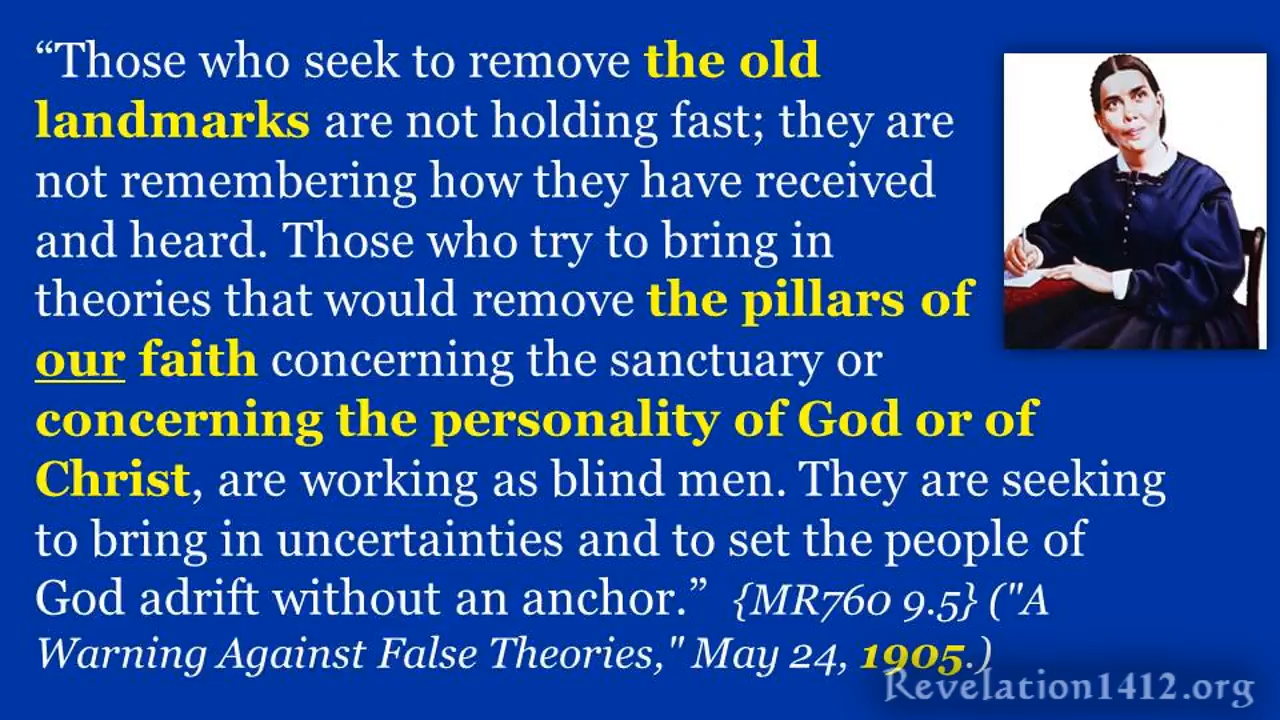 “Those who seek to remove the old
landmarks are not holding fast; they are
not remembering how they have received
and heard. Those who try to bring in
theories that would remove the pillars of
our faith concerning the sanctuary or
concerning the personality of God or of
Christ, are working as blind men. They are seeking
to bring in uncertainties and to set the people of
God adrift without an anchor.” {MR760 9.5} ("A
Warning Against False Theories," May 24, 1905.)
Revelation1412.org